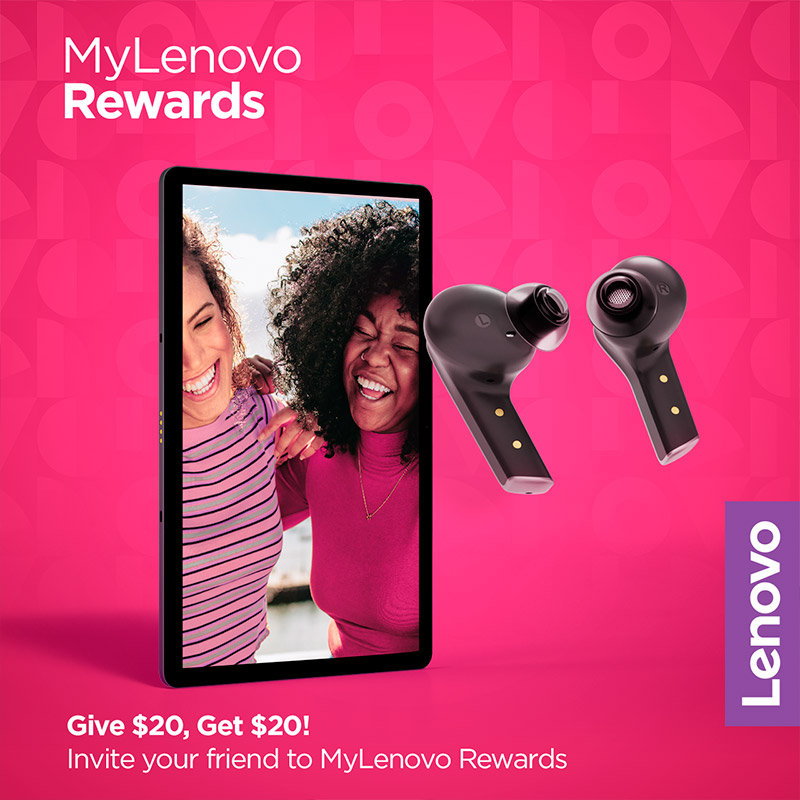 MyLenovo
Rewards
L
R
Lenovo
Give $20, Get $20!
Invite your friend to MyLenovo Rewards